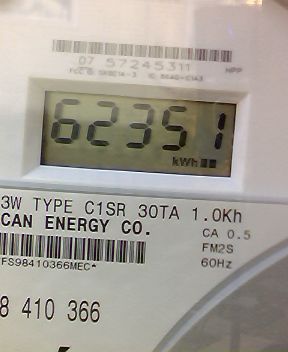 07 57245311
HPP
62351
kWh
3W TYPE C1SR 30TA 1.0Kh
CAN ENERGY CO.
CA 0.5
FM2S
FS98410366MEC*
60Hz
8 410 366